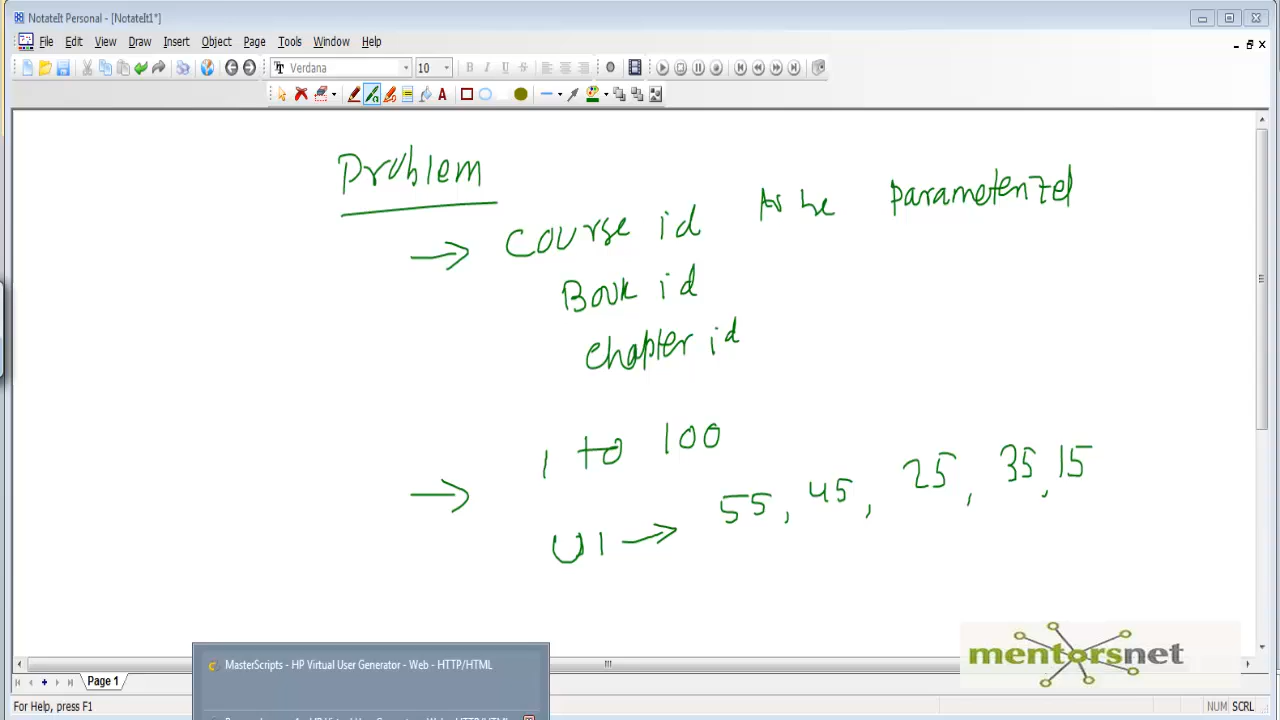 NotateIt Personal - [NotateIt1*]
File Edit View Draw Insert Object Page Tools Window Help
Verdana 10 B I U S
A
Problem
→ Course id to be parameterized
Book id
Chapter id
1 to 100
→ U1 → 55, 45, 25, 35, 15
mentorsnet
MasterScripts - HP Virtual User Generator - Web - HTTP/HTML
Page 1
For Help, press F1 NUM SCRL